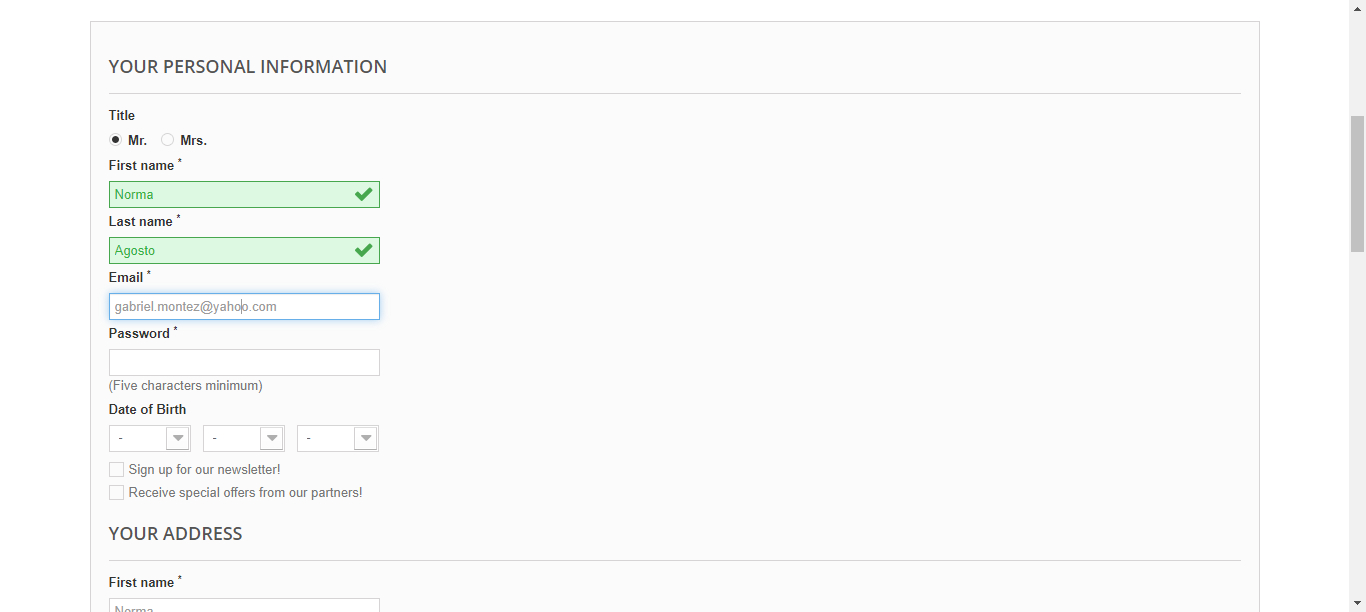 YOUR PERSONAL INFORMATION
Title
Mr. Mrs.
First name *
Norma
Last name *
Agosto
Email *
gabriel.montez@yahoo.com
Password *
(Five characters minimum)
Date of Birth
- - -
Sign up for our newsletter!
Receive special offers from our partners!
YOUR ADDRESS
First name *
Norma